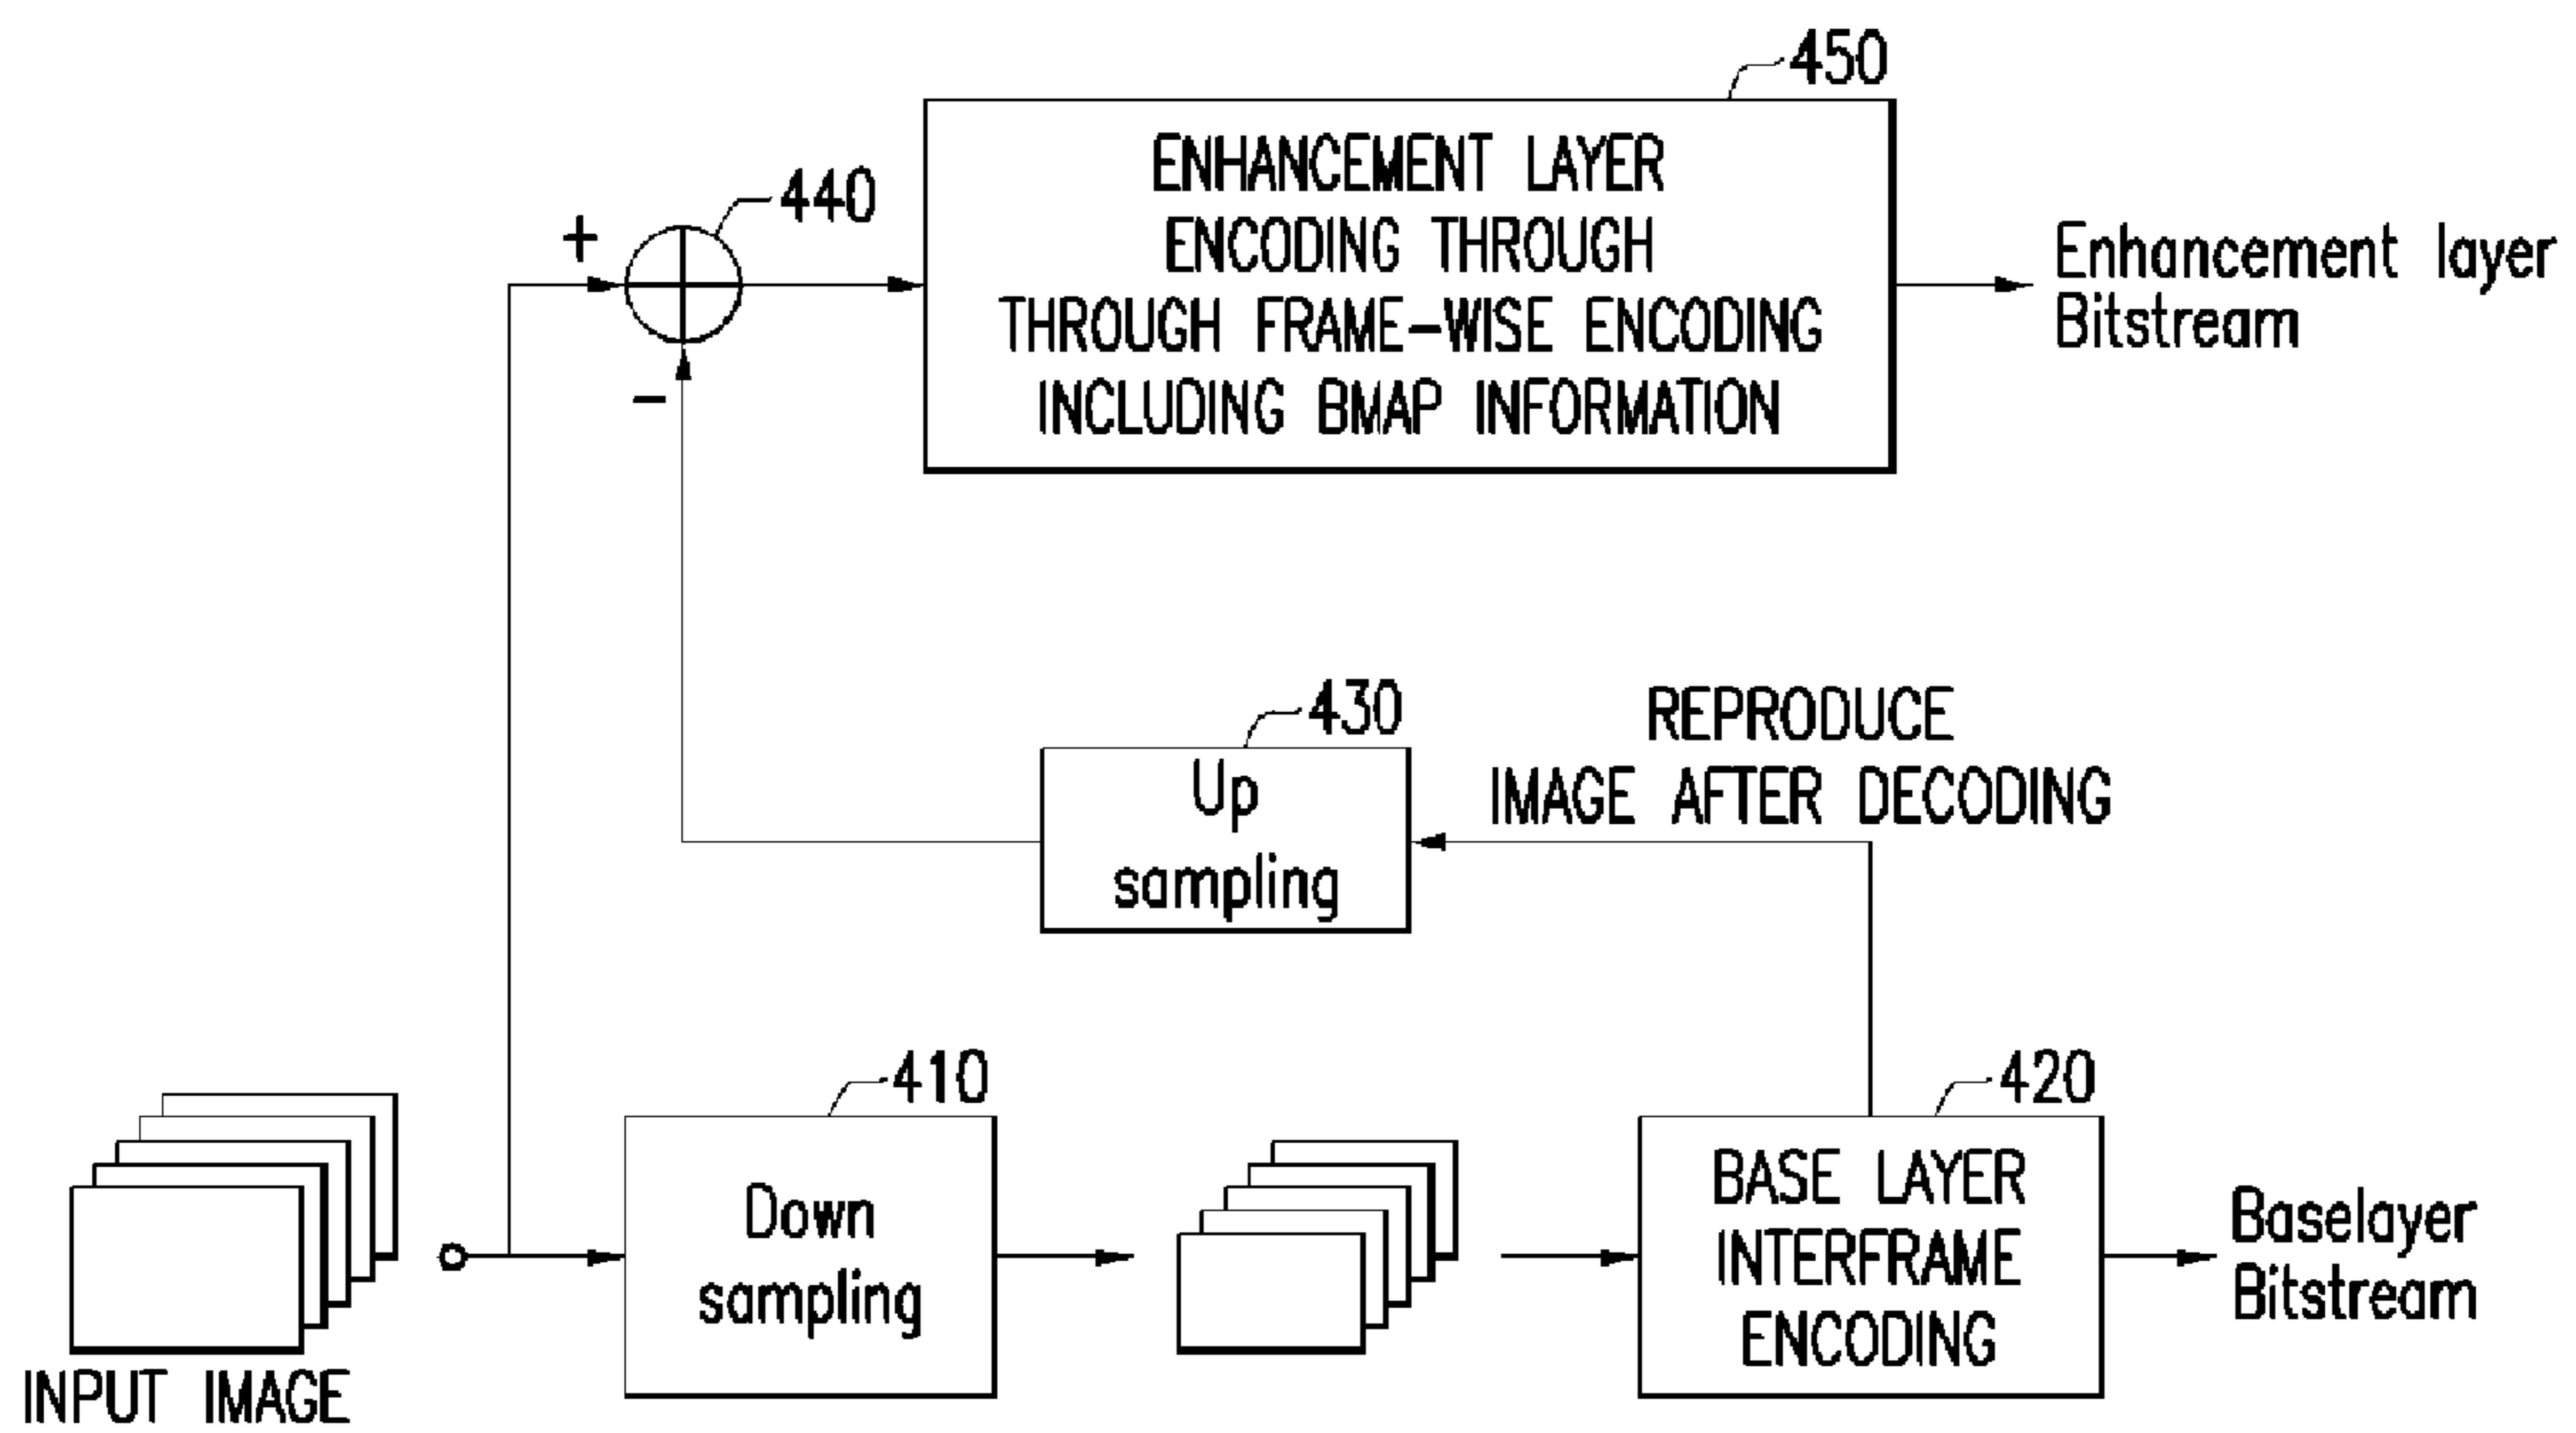 450
ENHANCEMENT LAYER
ENCODING THROUGH
THROUGH FRAME-WISE ENCODING
INCLUDING BMAP INFORMATION
440
+
-
Enhancement layer
Bitstream
430
Up
sampling
REPRODUCE
IMAGE AFTER DECODING
410
Down
sampling
420
BASE LAYER
INTERFRAME
ENCODING
Baselayer
Bitstream
INPUT IMAGE